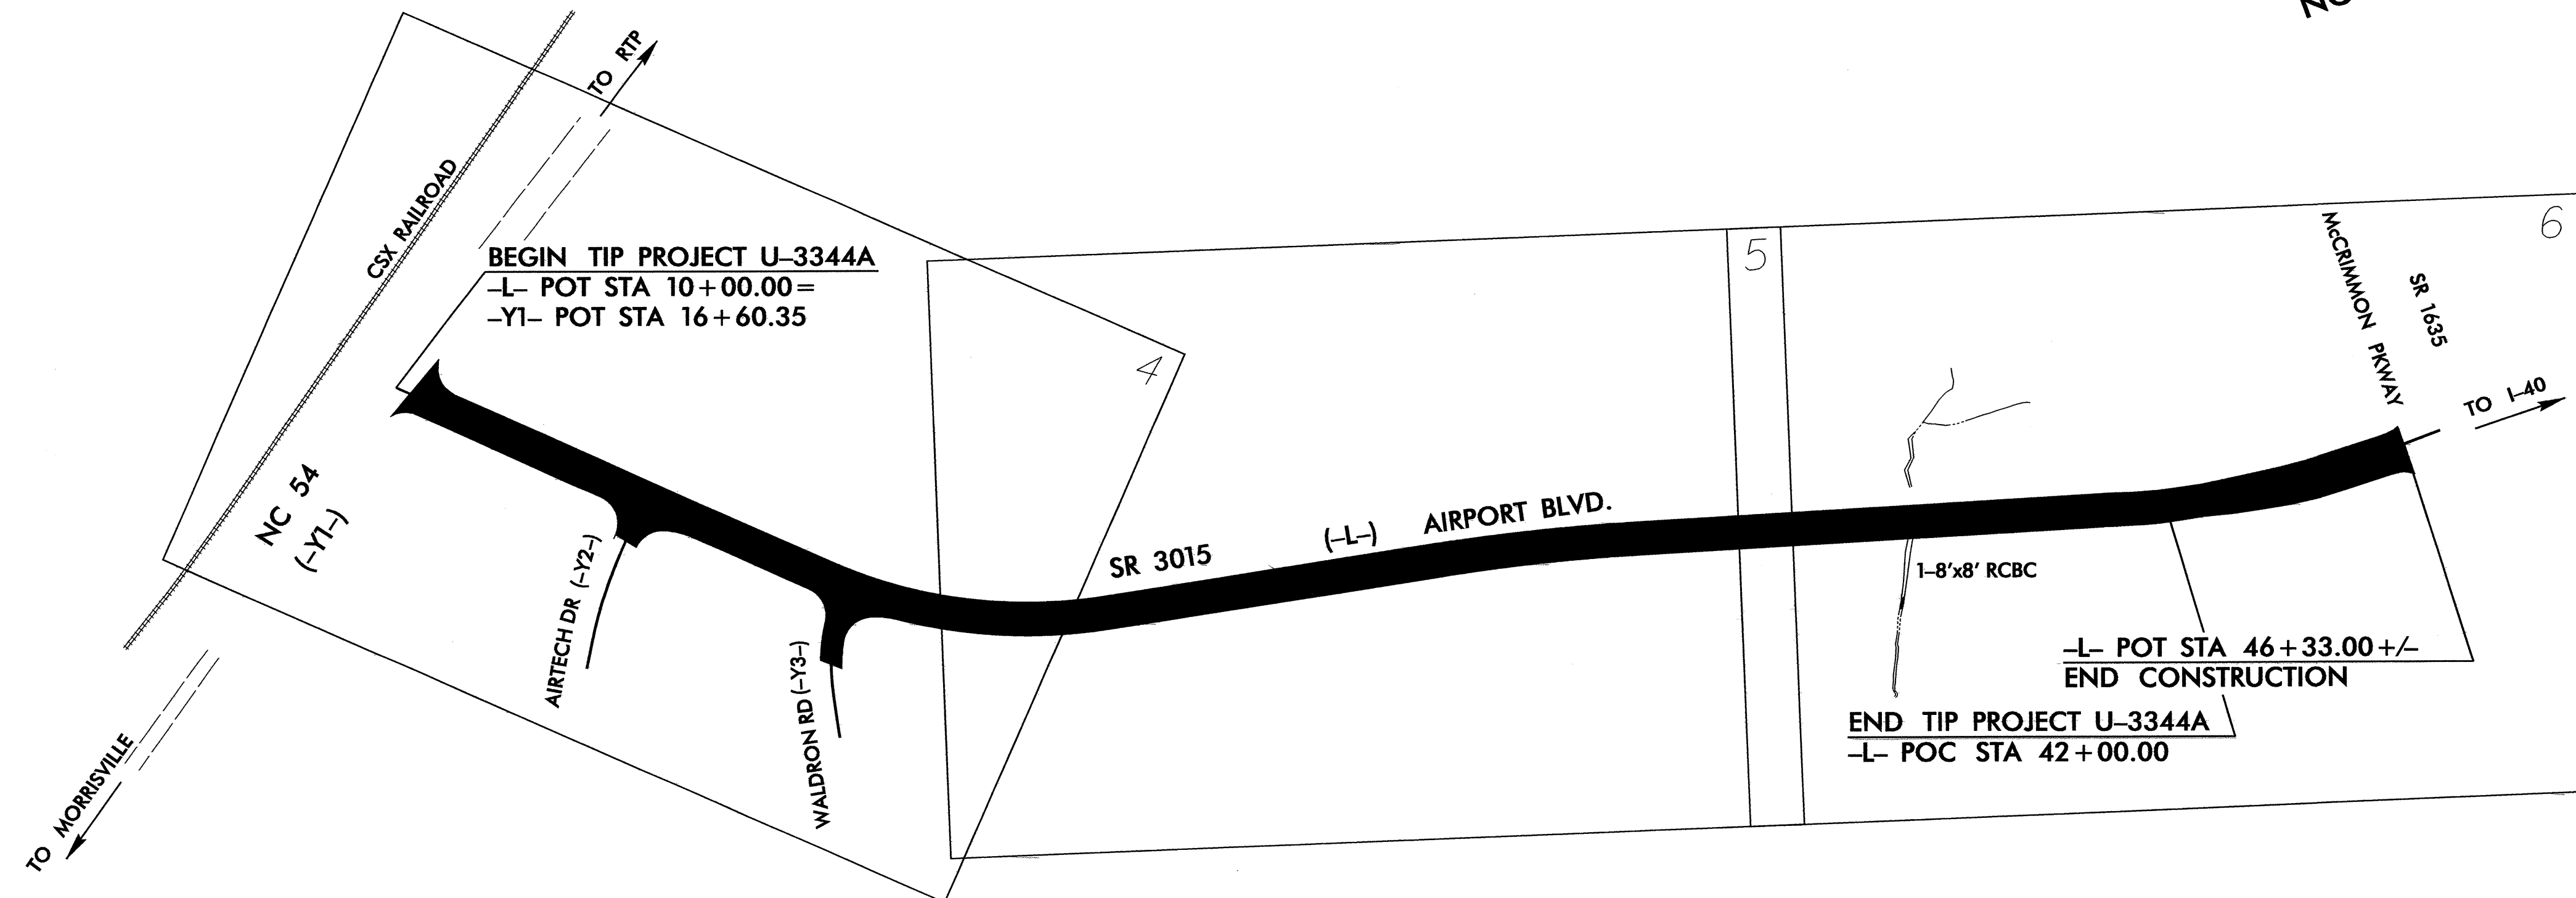 TO RTP
CSX RAILROAD
BEGIN TIP PROJECT U-3344A
-L- POT STA 10+00.00=
-Y1- POT STA 16+60.35
4
5
6
McCRIMMON PKWAY
SR 1635
TO I-40
NC 54
(-Y1-)
AIRTECH DR (-Y2-)
WALDRON RD (-Y3-)
SR 3015
(-L-)
AIRPORT BLVD.
1-8'x8' RCBC
-L- POT STA 46+33.00+/-
END CONSTRUCTION
END TIP PROJECT U-3344A
-L- POC STA 42+00.00
TO MORRISVILLE